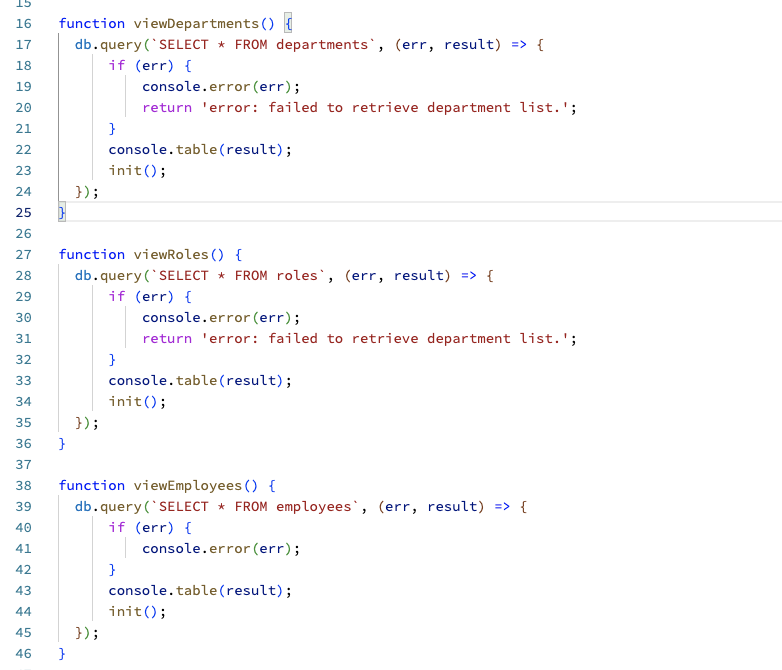 15
16 function viewDepartments() {
17   db.query(`SELECT * FROM departments`, (err, result) => {
18       if (err) {
19           console.error(err);
20           return 'error: failed to retrieve department list.';
21       }
22       console.table(result);
23       init();
24   });
25 }
26
27 function viewRoles() {
28   db.query(`SELECT * FROM roles`, (err, result) => {
29       if (err) {
30           console.error(err);
31           return 'error: failed to retrieve department list.';
32       }
33       console.table(result);
34       init();
35   });
36 }
37
38 function viewEmployees() {
39   db.query(`SELECT * FROM employees`, (err, result) => {
40       if (err) {
41           console.error(err);
42       }
43       console.table(result);
44       init();
45   });
46 }